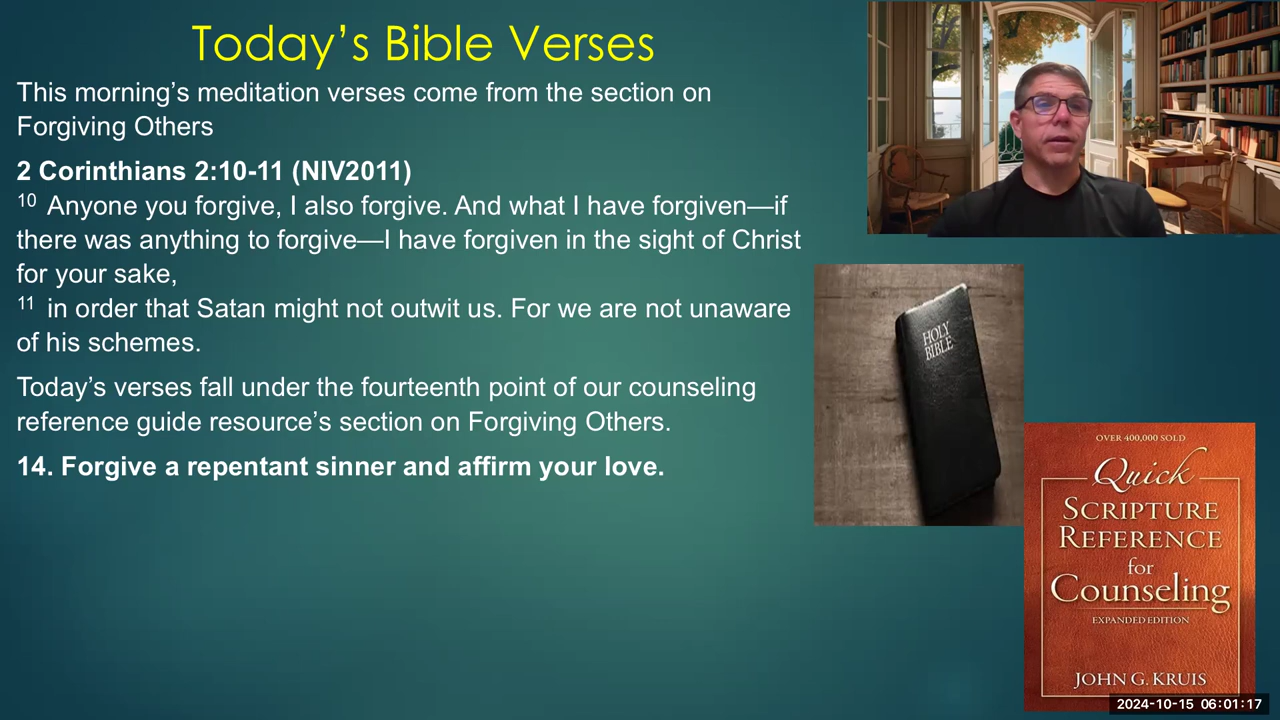 Today’s Bible Verses
This morning’s meditation verses come from the section on
Forgiving Others
2 Corinthians 2:10-11 (NIV2011)
10 Anyone you forgive, I also forgive. And what I have forgiven—if
there was anything to forgive—I have forgiven in the sight of Christ
for your sake,
11 in order that Satan might not outwit us. For we are not unaware
of his schemes.
Today’s verses fall under the fourteenth point of our counseling
reference guide resource’s section on Forgiving Others.
14. Forgive a repentant sinner and affirm your love.
HOLY
BIBLE
OVER 400,000 SOLD
Quick
SCRIPTURE
REFERENCE
for
Counseling
EXPANDED EDITION
JOHN G. KRUIS
2024-10-15 06:01:17